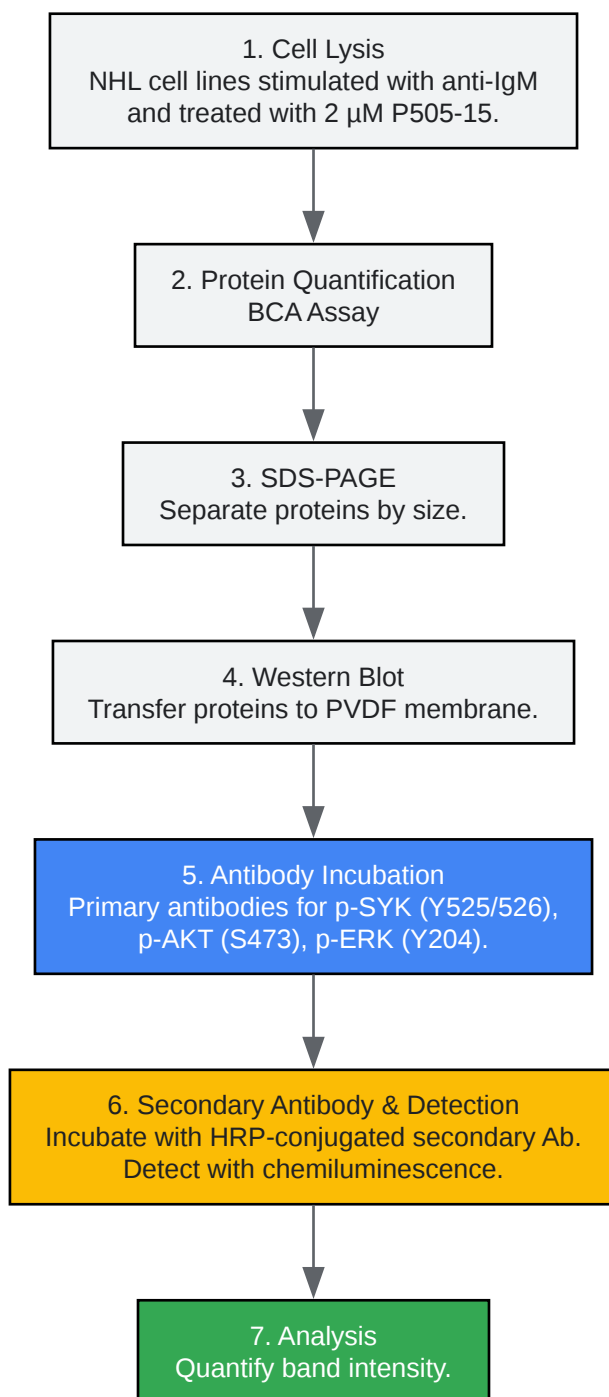 1. Cell Lysis
NHL cell lines stimulated with anti-IgM
and treated with 2 µM P505-15.
2. Protein Quantification
BCA Assay
3. SDS-PAGE
Separate proteins by size.
4. Western Blot
Transfer proteins to PVDF membrane.
5. Antibody Incubation
Primary antibodies for p-SYK (Y525/526),
p-AKT (S473), p-ERK (Y204).
6. Secondary Antibody & Detection
Incubate with HRP-conjugated secondary Ab.
Detect with chemiluminescence.
7. Analysis
Quantify band intensity.